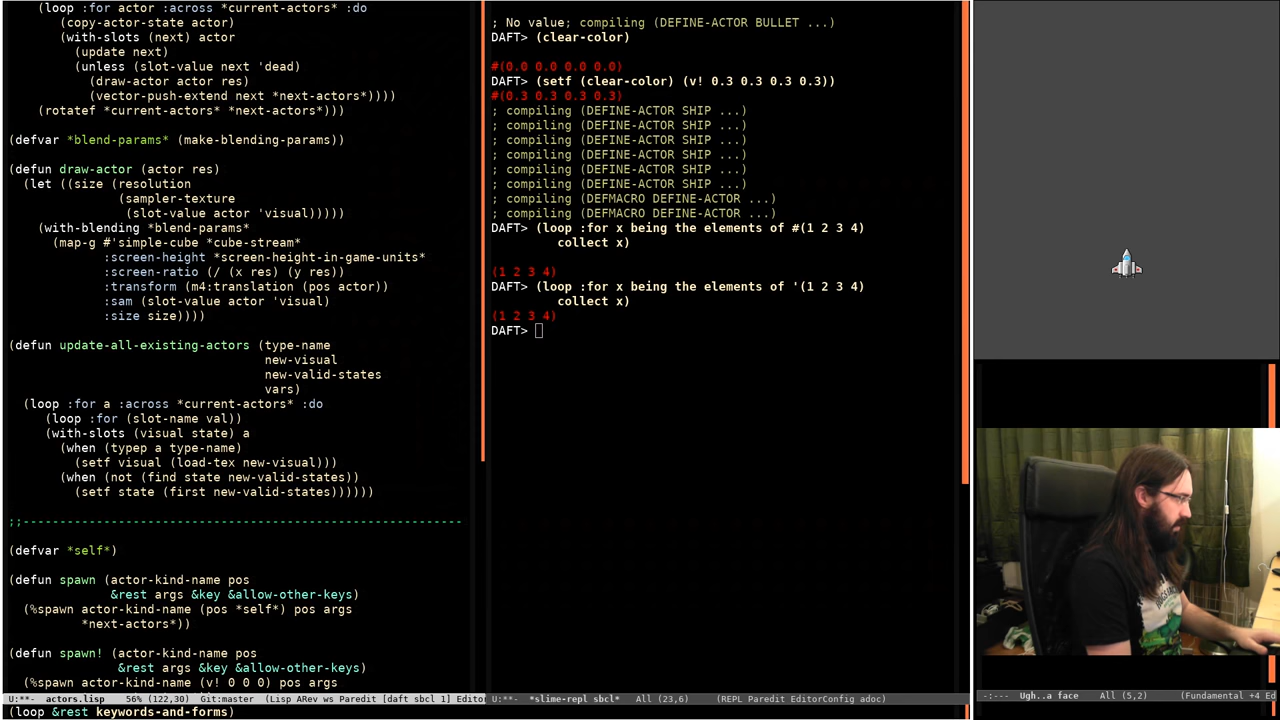 (loop :for actor :across *current-actors* :do
(copy-actor-state actor)
(with-slots (next) actor
(update next)
(unless (slot-value next 'dead)
(draw-actor actor res)
(vector-push-extend next *next-actors*))))
(rotatef *current-actors* *next-actors*)))
(defvar *blend-params* (make-blending-params))
(defun draw-actor (actor res)
(let ((size (resolution
(sampler-texture
(slot-value actor 'visual)))))
(with-blending *blend-params*
(map-g #'simple-cube *cube-stream*
:screen-height *screen-height-in-game-units*
:screen-ratio (/ (x res) (y res))
:transform (m4:translation (pos actor))
:sam (slot-value actor 'visual)
:size size))))
(defun update-all-existing-actors (type-name
new-visual
new-valid-states
vars)
(loop :for a :across *current-actors* :do
(loop :for (slot-name val))
(with-slots (visual state) a
(when (typep a type-name)
(setf visual (load-tex new-visual)))
(when (not (find state new-valid-states))
(setf state (first new-valid-states))))))
;;------------------------------------------------------------
(defvar *self*)
(defun spawn (actor-kind-name pos
&rest args &key &allow-other-keys)
(%spawn actor-kind-name (pos *self*) pos args
*next-actors*))
(defun spawn! (actor-kind-name pos
&rest args &key &allow-other-keys)
(%spawn actor-kind-name (v! 0 0 0) pos args
U:**- actors.lisp 56% (122,30) Git:master (Lisp ARev ws Paredit [daft sbcl 1] Editor
(loop &rest keywords-and-forms)
; No value; compiling (DEFINE-ACTOR BULLET ...)
DAFT> (clear-color)
#(0.0 0.0 0.0 0.0)
DAFT> (setf (clear-color) (v! 0.3 0.3 0.3 0.3))
#(0.3 0.3 0.3 0.3)
; compiling (DEFINE-ACTOR SHIP ...)
; compiling (DEFINE-ACTOR SHIP ...)
; compiling (DEFINE-ACTOR SHIP ...)
; compiling (DEFINE-ACTOR SHIP ...)
; compiling (DEFINE-ACTOR SHIP ...)
; compiling (DEFINE-ACTOR SHIP ...)
; compiling (DEFMACRO DEFINE-ACTOR ...)
; compiling (DEFMACRO DEFINE-ACTOR ...)
DAFT> (loop :for x being the elements of #(1 2 3 4)
collect x)
(1 2 3 4)
DAFT> (loop :for x being the elements of '(1 2 3 4)
collect x)
(1 2 3 4)
DAFT>
U:**- *slime-repl sbcl* All (23,6) (REPL Paredit EditorConfig adoc)
-:--- Ugh..a face All (5,2) (Fundamental +4 Ed